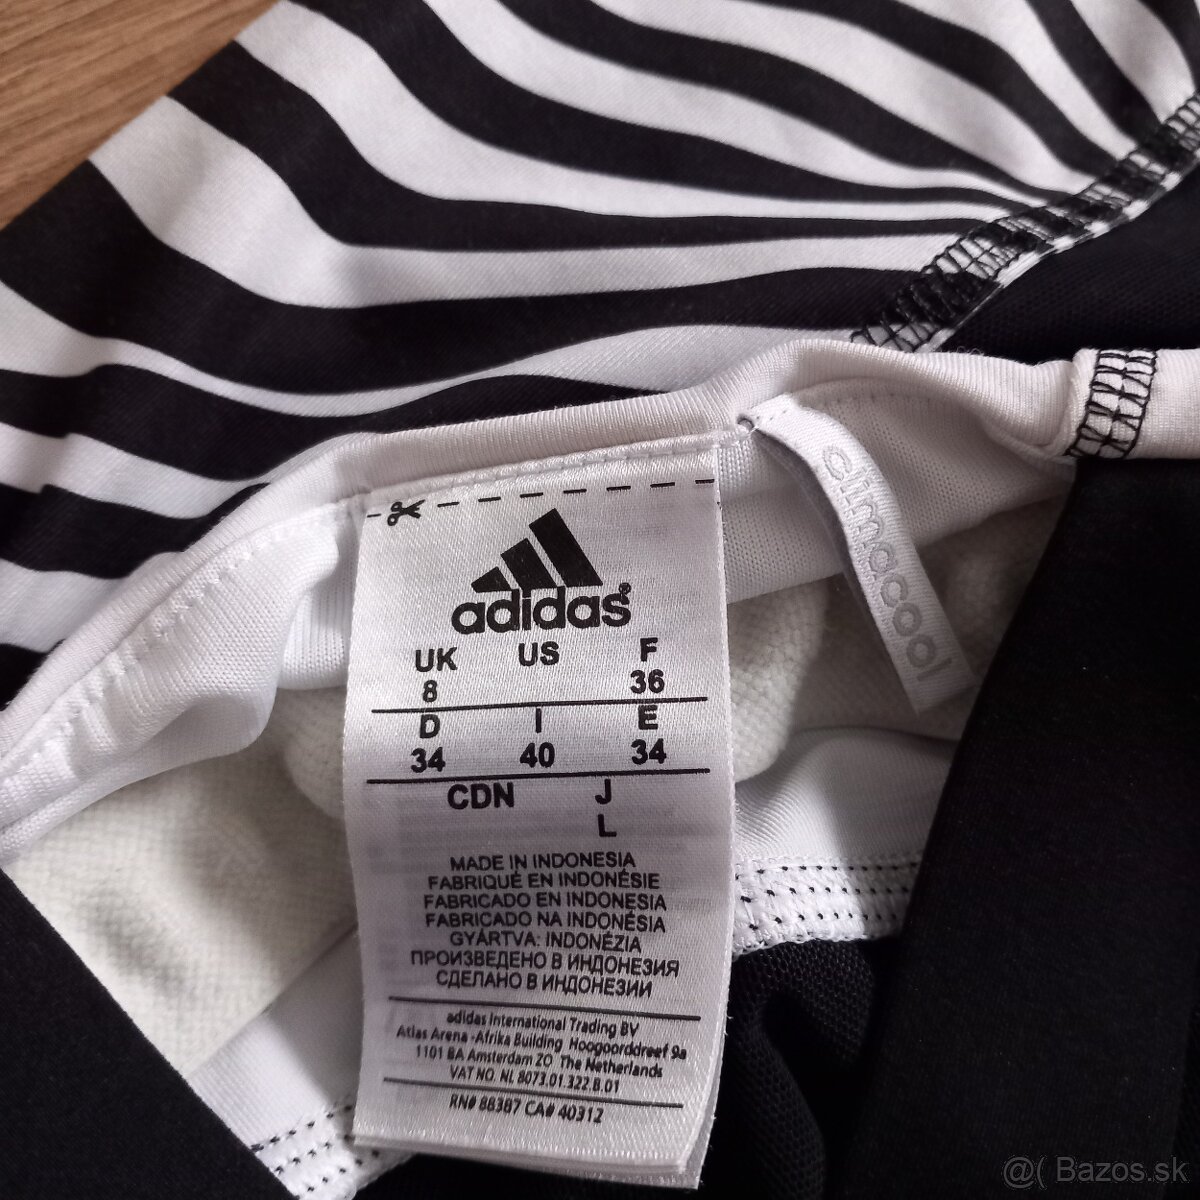 adidas®
UK US F
8 36
D I E
34 40 34
CDN J
L
MADE IN INDONESIA
FABRIQUÉ EN INDONÉSIE
FABRICADO EN INDONESIA
FABRICADO NA INDONÉSIA
GYÁRTVA: INDONÉZIA
ПРОИЗВЕДЕНО В ИНДОНЕЗИЯ
СДЕЛАНО В ИНДОНЕЗИИ
adidas International Trading BV
Atlas Arena -Afrika Building Hoogoorddreef 9a
1101 BA Amsterdam ZO The Netherlands
VAT NO. NL 8073.01.322.B.01
RN# 88387 CA# 40312
climacool
@( Bazos.sk